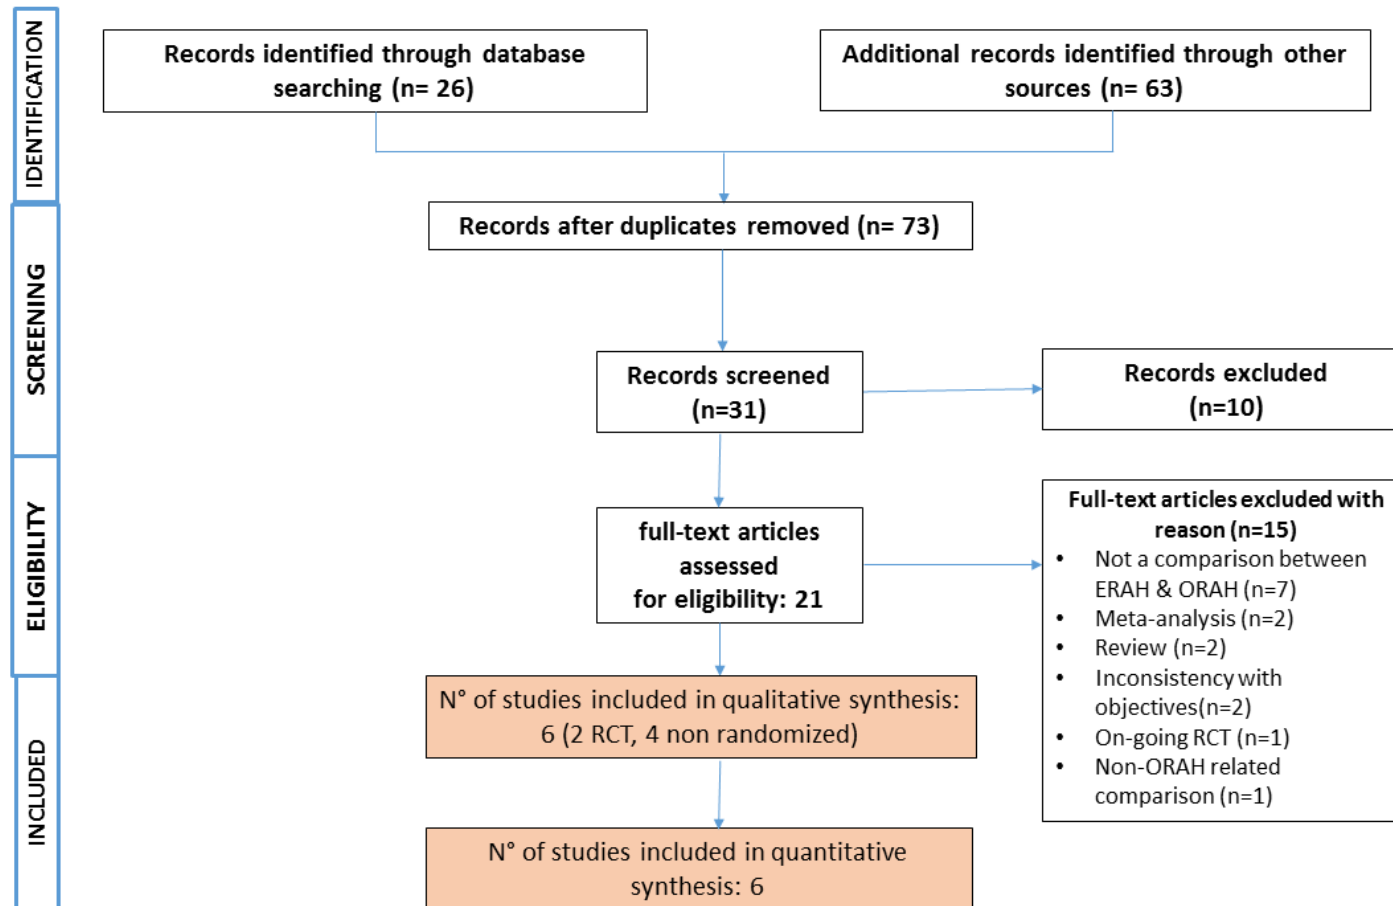 IDENTIFICATION
Records identified through database
searching (n= 26)
Additional records identified through other
sources (n= 63)
SCREENING
Records after duplicates removed (n= 73)
Records screened
(n=31)
Records excluded
(n=10)
ELIGIBILITY
full-text articles
assessed
for eligibility: 21
Full-text articles excluded with
reason (n=15)
• Not a comparison between
ERAH & ORAH (n=7)
• Meta-analysis (n=2)
• Review (n=2)
• Inconsistency with
objectives(n=2)
• On-going RCT (n=1)
• Non-ORAH related
comparison (n=1)
INCLUDED
N° of studies included in qualitative synthesis:
6 (2 RCT, 4 non randomized)
N° of studies included in quantitative
synthesis: 6